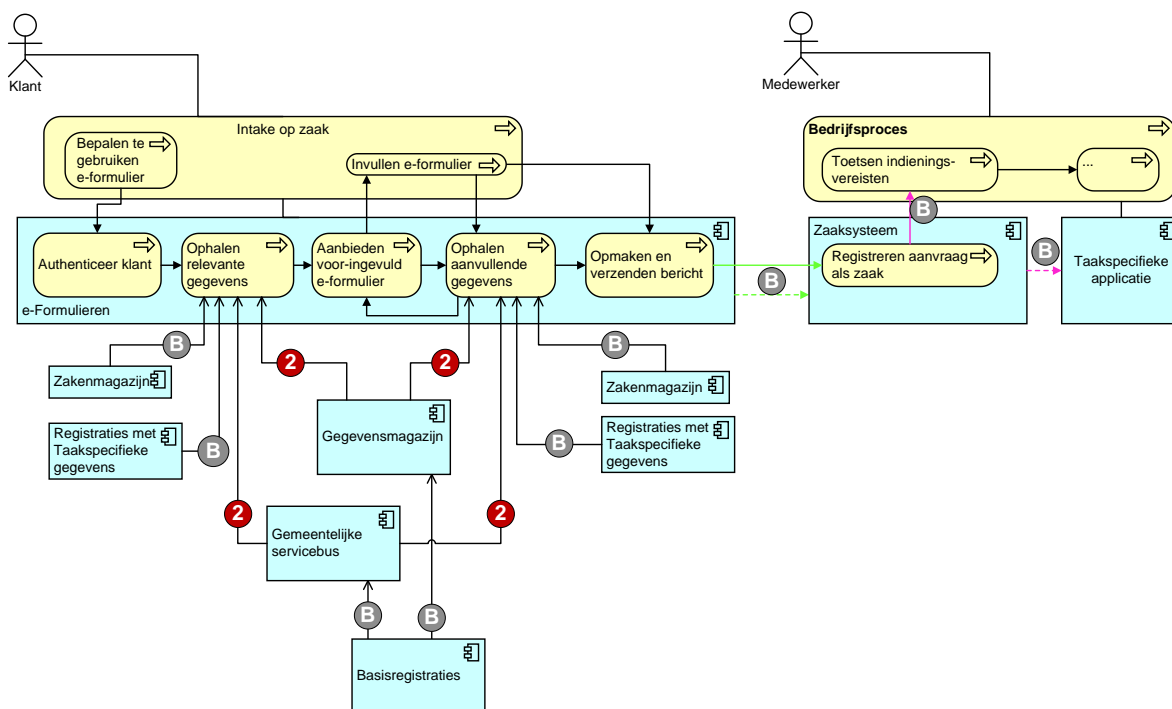 Klant
Medewerker
Intake op zaak
Bepalen te
gebruiken
e-formulier
Invullen e-formulier
Bedrijfsproces
Toetsen indienings-
vereisten
...
B
Authenticeer klant
Ophalen
relevante
gegevens
Aanbieden
voor-ingevuld
e-formulier
Ophalen
aanvullende
gegevens
Opmaken en
verzenden bericht
e-Formulieren
B
Zaaksysteem
Registreren aanvraag
als zaak
B
Taakspecifieke
applicatie
B
2
2
B
Zakenmagazijn
Zakenmagazijn
Registraties met
Taakspecifieke
gegevens
B
Gegevensmagazijn
B
Registraties met
Taakspecifieke
gegevens
2
2
Gemeentelijke
servicebus
B
B
Basisregistraties